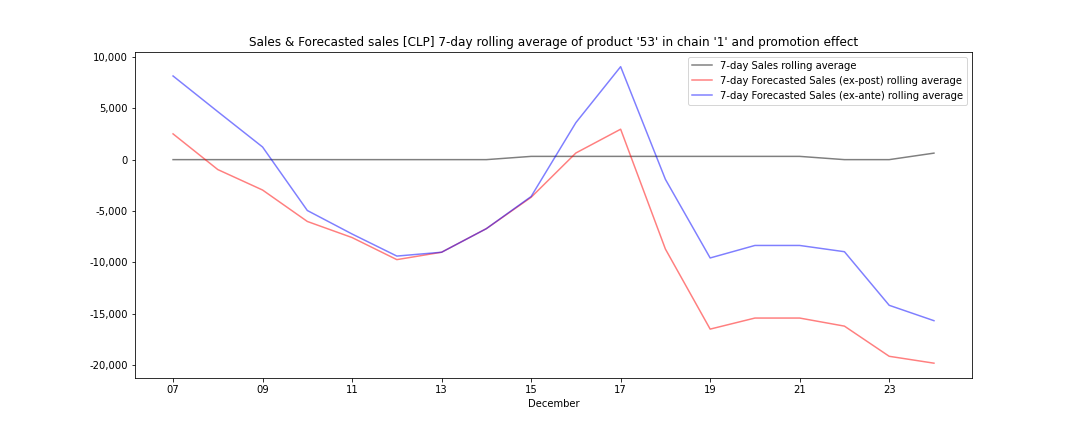 Sales & Forecasted sales [CLP] 7-day rolling average of product '53' in chain '1' and promotion effect
10,000
5,000
0
-5,000
-10,000
-15,000
-20,000
7-day Sales rolling average
7-day Forecasted Sales (ex-post) rolling average
7-day Forecasted Sales (ex-ante) rolling average
07 09 11 13 15 17 19 21 23
December